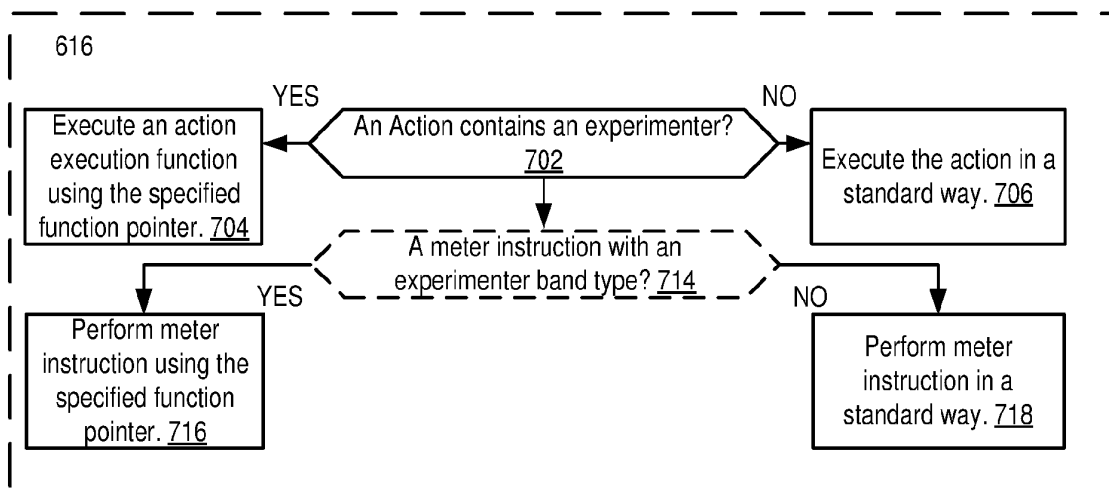 616
YES
NO
Execute an action
execution function
using the specified
function pointer. 704
An Action contains an experimenter?
702
Execute the action in a
standard way. 706
A meter instruction with an
experimenter band type? 714
YES
NO
Perform meter
instruction using the
specified function
pointer. 716
Perform meter
instruction in a
standard way. 718